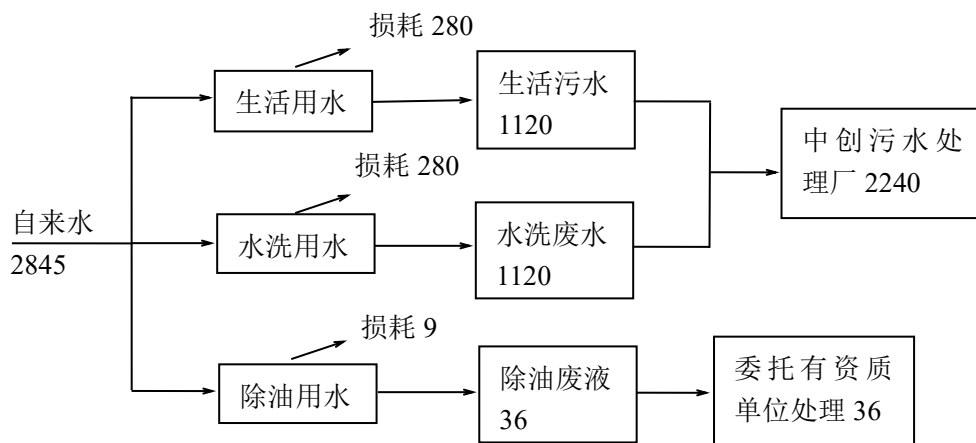 损耗 280
生活用水
生活污水
1120
中创污水处
理厂 2240
损耗 280
自来水
2845
水洗用水
水洗废水
1120
损耗 9
除油用水
除油废液
36
委托有资质
单位处理 36